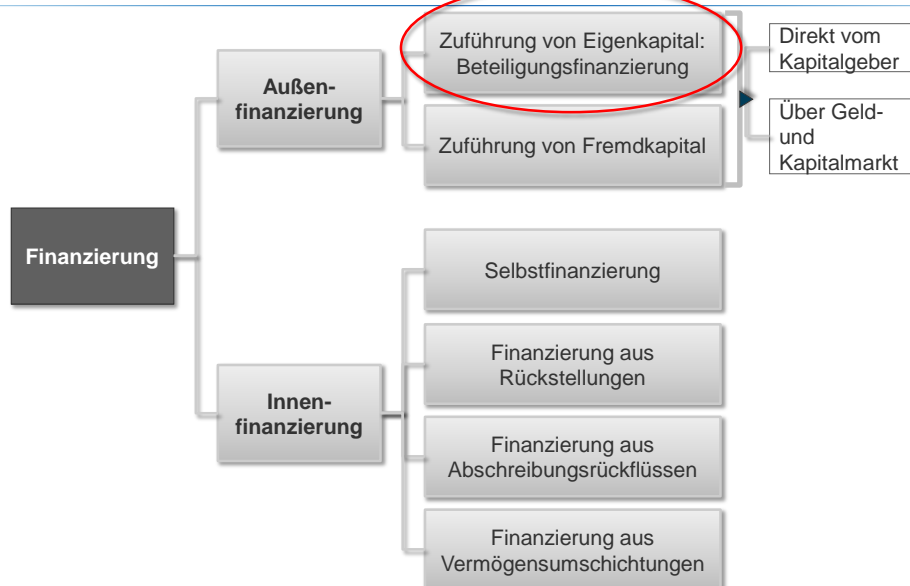 Zuführung von Eigenkapital:
Beteiligungsfinanzierung
Direkt vom
Kapitalgeber
Außen-
finanzierung
Über Geld-
und
Kapitalmarkt
Zuführung von Fremdkapital
Finanzierung
Selbstfinanzierung
Finanzierung aus
Rückstellungen
Innen-
finanzierung
Finanzierung aus
Abschreibungsrückflüssen
Finanzierung aus
Vermögensumschichtungen